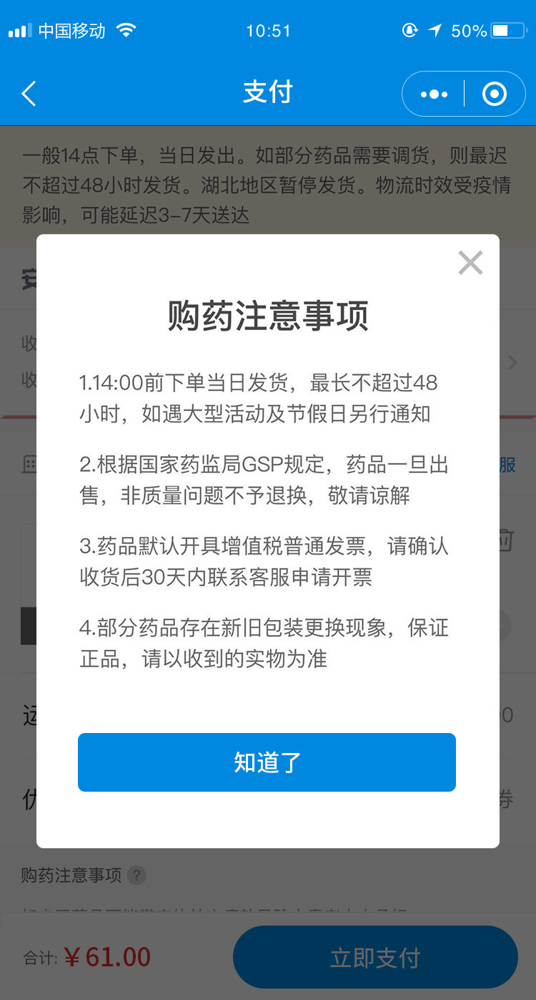 中国移动
10:51
50%
支付
一般14点下单，当日发出。如部分药品需要调货，则最迟
不超过48小时发货。湖北地区暂停发货。物流时效受疫情
影响，可能延迟3-7天送达
购药注意事项
1.14:00前下单当日发货，最长不超过48
小时，如遇大型活动及节假日另行通知
2.根据国家药监局GSP规定，药品一旦出
售，非质量问题不予退换，敬请谅解
3.药品默认开具增值税普通发票，请确认
收货后30天内联系客服申请开票
4.部分药品存在新旧包装更换现象，保证
正品，请以收到的实物为准
知道了
收
收
服
运
0
优
券
购药注意事项 ?
合计: ￥61.00
立即支付